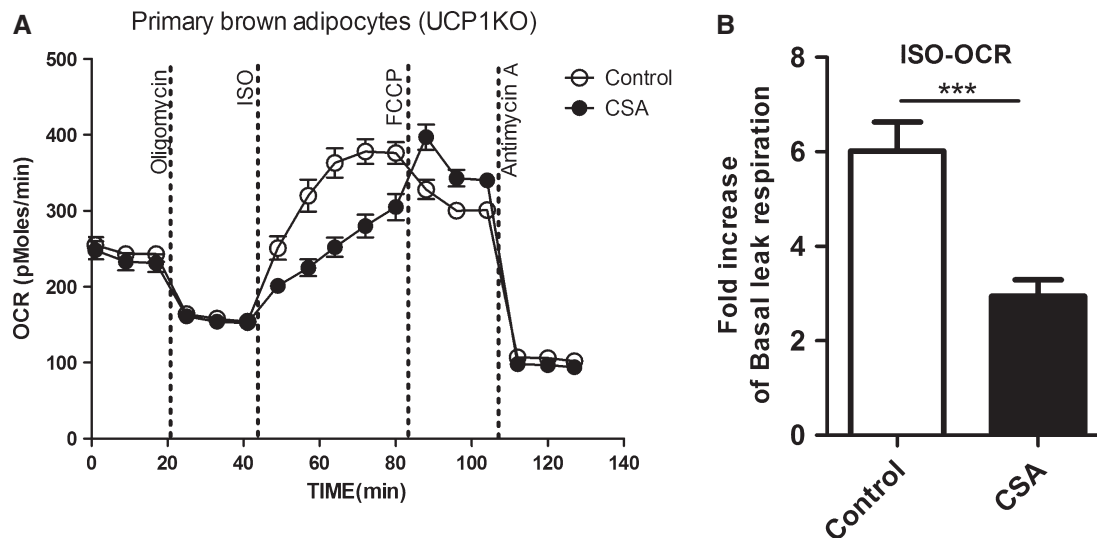 A
Primary brown adipocytes (UCP1KO)
OCR (pMoles/min)
500
400
300
200
100
0
Oligomycin
ISO
FCCP
Antimycin A
Control
CSA
0 20 40 60 80 100 120 140
TIME(min)
B
ISO-OCR
***
Fold increase
of Basal leak respiration
8
6
4
2
0
Control
CSA